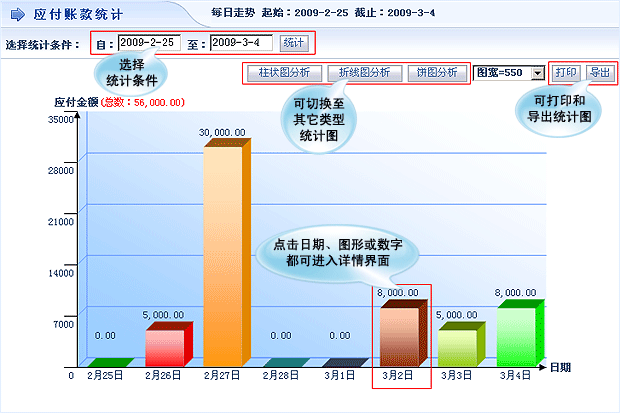 应付账款统计
每日走势 起始：2009-2-25 截止：2009-3-4
选择统计条件： 自：2009-2-25 至：2009-3-4 统计
选择
统计条件
柱状图分析 折线图分析 饼图分析 图宽=550 打印 导出
可切换至
其它类型
统计图
可打印和
导出统计图
应付金额(总数：56,000.00)
35000
28000
21000
14000
7000
0
30,000.00
点击日期、图形或数字
都可进入详情界面
0.00 5,000.00 0.00 0.00 8,000.00 5,000.00 8,000.00
2月25日 2月26日 2月27日 2月28日 3月1日 3月2日 3月3日 3月4日 日期